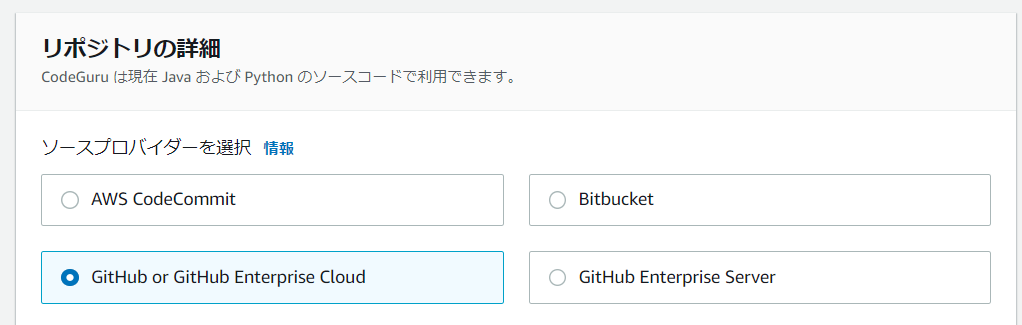 リポジトリの詳細
CodeGuru は現在 Java および Python のソースコードで利用できます。
ソースプロバイダーを選択 情報
AWS CodeCommit
Bitbucket
GitHub or GitHub Enterprise Cloud
GitHub Enterprise Server